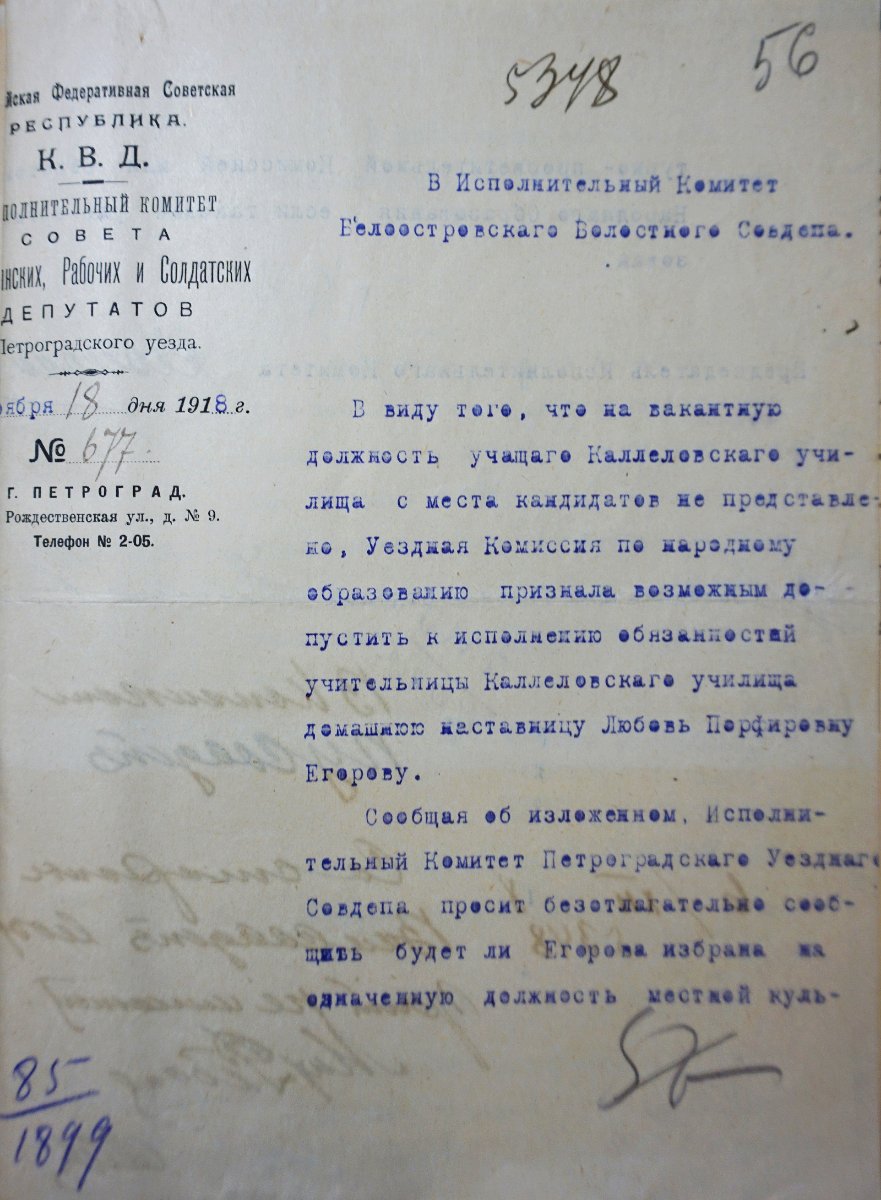 5348
56
йская Федеративная Советская
РЕСПУБЛИКА.
К. В. Д.
ПОЛНИТЕЛЬНЫЙ КОМИТЕТ
СОВЕТА
нских, Рабочих и Солдатских
ДЕПУТАТОВ
Петроградского уезда.
оября 18 дня 1918 г.
№ 677.
Г. ПЕТРОГРАД.
Рождественская ул., д. № 9.
Телефон № 2-05.
В Исполнительный Комитет
Белоостровскаго Волостного Совдепа.
В виду того, что на вакантную
должность учащаго Каллеловскаго учи-
лища с места кандидатов не представле-
но, Уездная Комиссия по народному
образованию признала возможным до-
пустить к исполнению обязанностей
учительницы Каллеловскаго училища
домашнюю наставницу Любовь Порфировну
Егорову.
Сообщая об изложенном, Исполни-
тельный Комитет Петроградскаго Уезднаго
Совдепа просит безотлагательно сооб-
щить будет ли Егорова избрана на
означенную должность местной куль-
85
1899